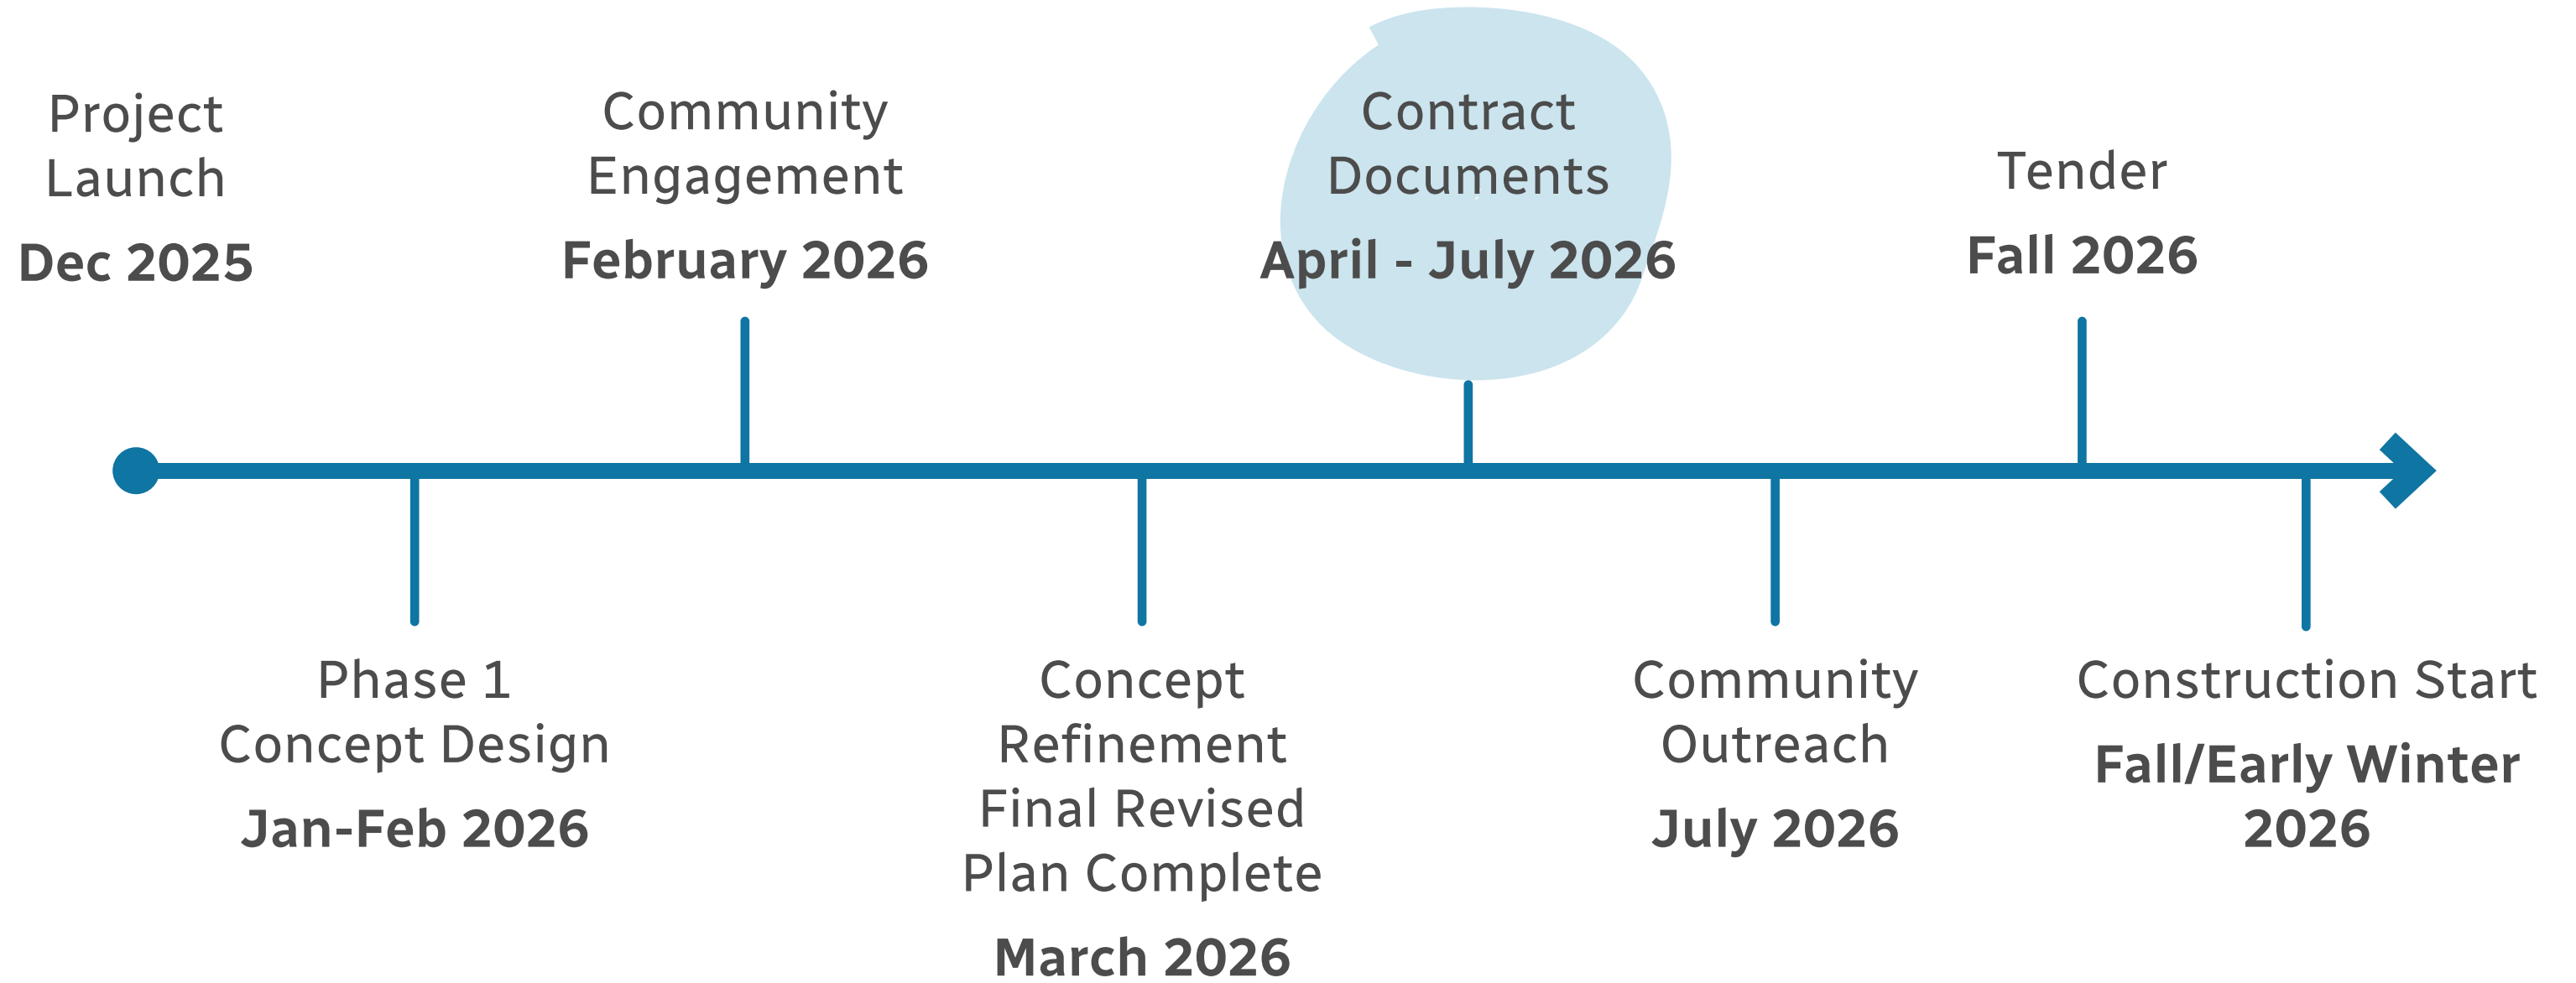 Project
Launch
Dec 2025
Phase 1
Concept Design
Jan-Feb 2026
Community
Engagement
February 2026
Concept
Refinement
Final Revised
Plan Complete
March 2026
Contract
Documents
April - July 2026
Community
Outreach
July 2026
Tender
Fall 2026
Construction Start
Fall/Early Winter
2026